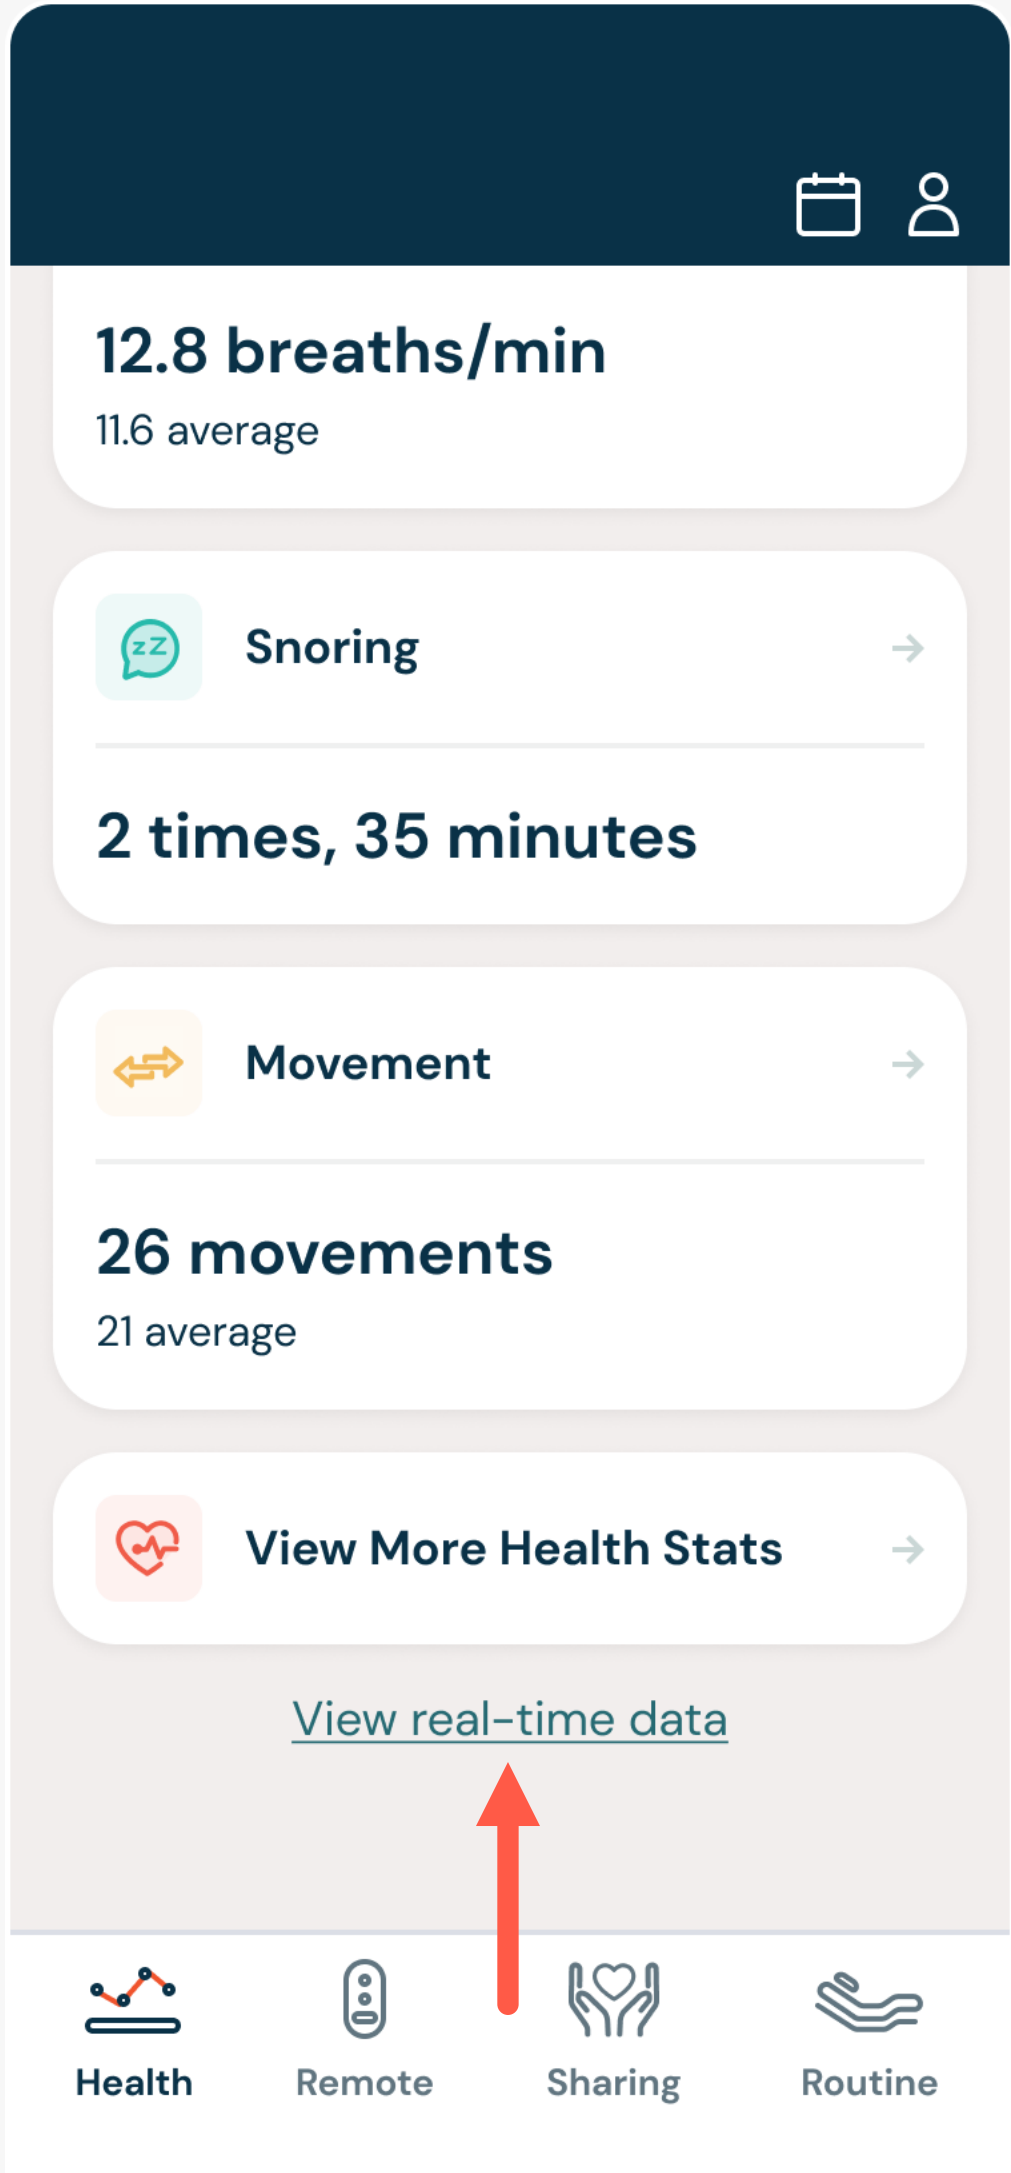 12.8 breaths/min
11.6 average
zZ
Snoring
2 times, 35 minutes
Movement
26 movements
21 average
View More Health Stats
View real-time data
Health
Remote
Sharing
Routine